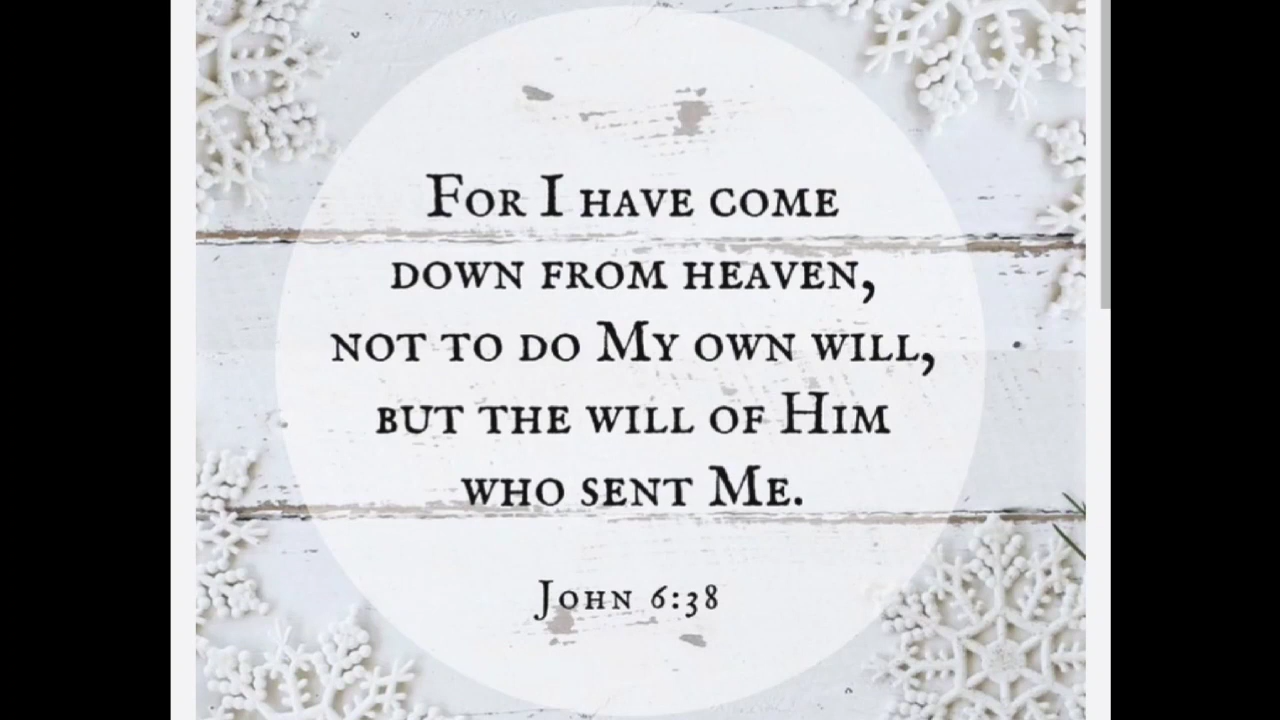 For I have come
down from heaven,
not to do My own will,
but the will of Him
who sent Me.
John 6:38